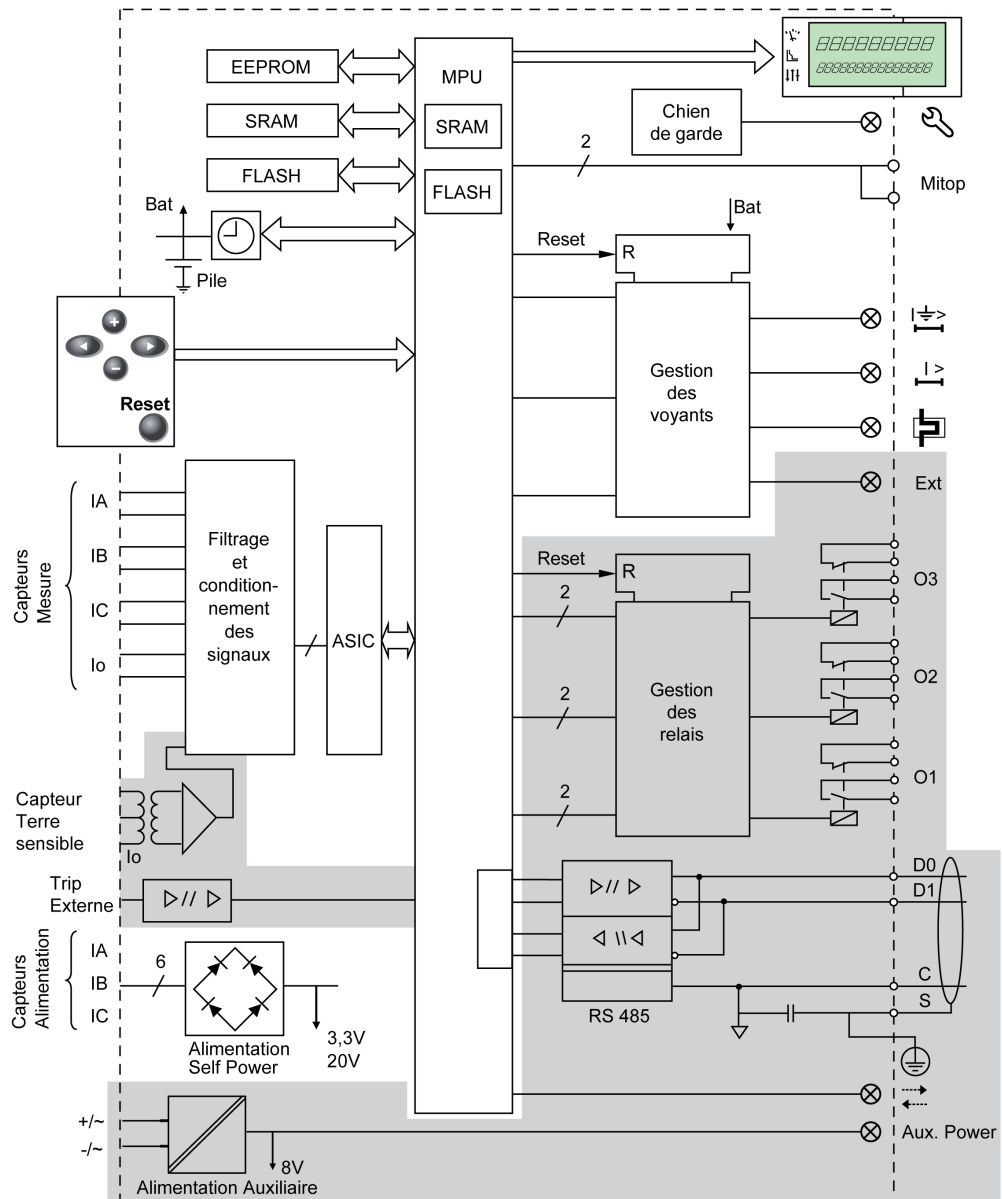 EEPROM
SRAM
FLASH
MPU
SRAM
FLASH
Chien
de garde
2
Mitop
Bat
Pile
Reset
R
Bat
Reset
Gestion
des
voyants
I >
I >
Ext
Capteurs
Mesure
IA
IB
IC
Io
Filtrage
et
condition-
nement
des
signaux
ASIC
Reset
R
2
2
2
Gestion
des
relais
O3
O2
O1
Capteur
Terre
sensible
Io
Trip
Externe
Capteurs
Alimentation
IA
IB
IC
6
Alimentation
Self Power
3,3V
20V
RS 485
D0
D1
C
S
+/~
-/~
8V
Alimentation Auxiliaire
Aux. Power